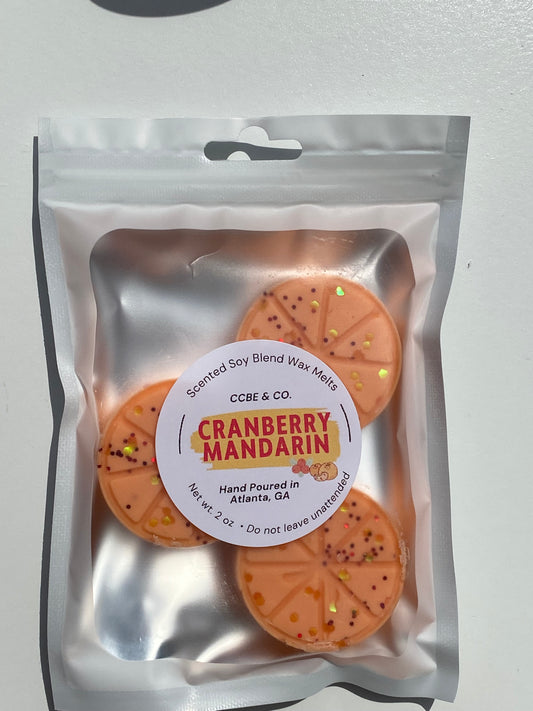 Scented Soy Blend Wax Melts
CCBE & CO.
CRANBERRY
MANDARIN
Hand Poured in
Atlanta, GA
Net wt. 2 oz • Do not leave unattended